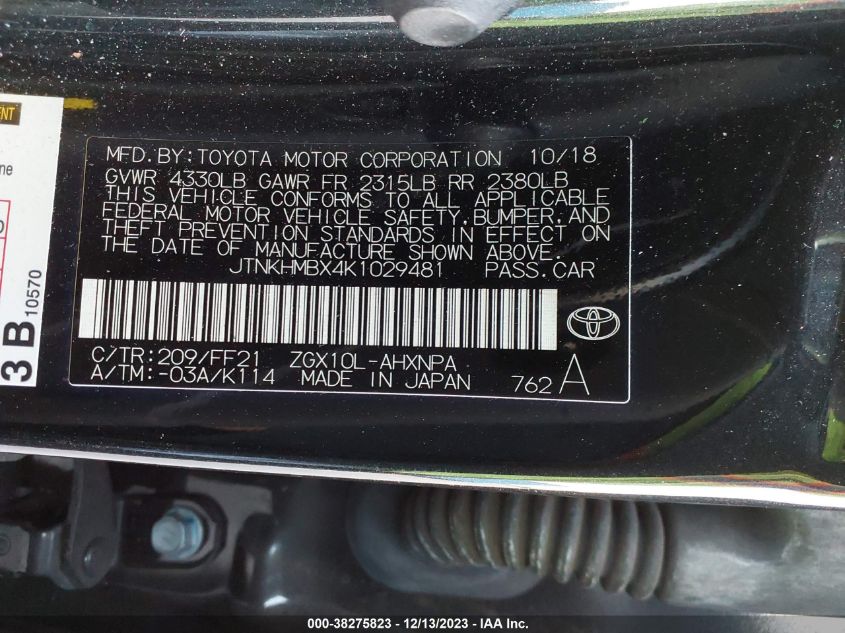 MFD.BY:TOYOTA MOTOR CORPORATION 10/18
GVWR 4330LB GAWR FR 2315LB RR 2380LB
THIS VEHICLE CONFORMS TO ALL APPLICABLE
FEDERAL MOTOR VEHICLE SAFETY,BUMPER,AND
THEFT PREVENTION STANDARDS IN EFFECT ON
THE DATE OF MANUFACTURE SHOWN ABOVE.
JTNKHMBX4K1029481 PASS.CAR
C/TR:209/FF21 ZGX10L-AHXNPA
A/TM:-03A/K114 MADE IN JAPAN 762 A
3B 10570
000-38275823 - 12/13/2023 - IAA Inc.